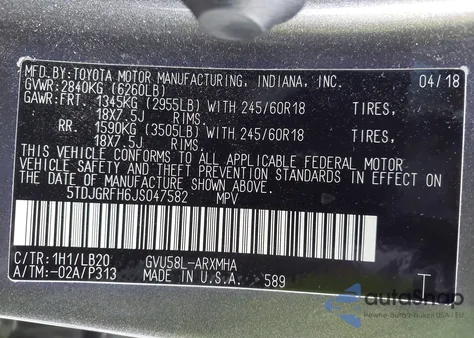 MFD.BY:TOYOTA MOTOR MANUFACTURING, INDIANA, INC. 04/18
GVWR:2840KG (6260LB)
GAWR:FRT. 1345KG (2955LB) WITH 245/60R18 TIRES,
18X7.5J RIMS.
RR. 1590KG (3505LB) WITH 245/60R18 TIRES,
18X7.5J RIMS.
THIS VEHICLE CONFORMS TO ALL APPLICABLE FEDERAL MOTOR
VEHICLE SAFETY AND THEFT PREVENTION STANDARDS IN EFFECT
ON THE DATE OF MANUFACTURE SHOWN ABOVE.
5TDJGRFH6JS047582 MPV
C/TR:1H1/LB20 GVU58L-ARXMHA
A/TM:-02A/P313 MADE IN U.S.A. 589 T
autoSnap